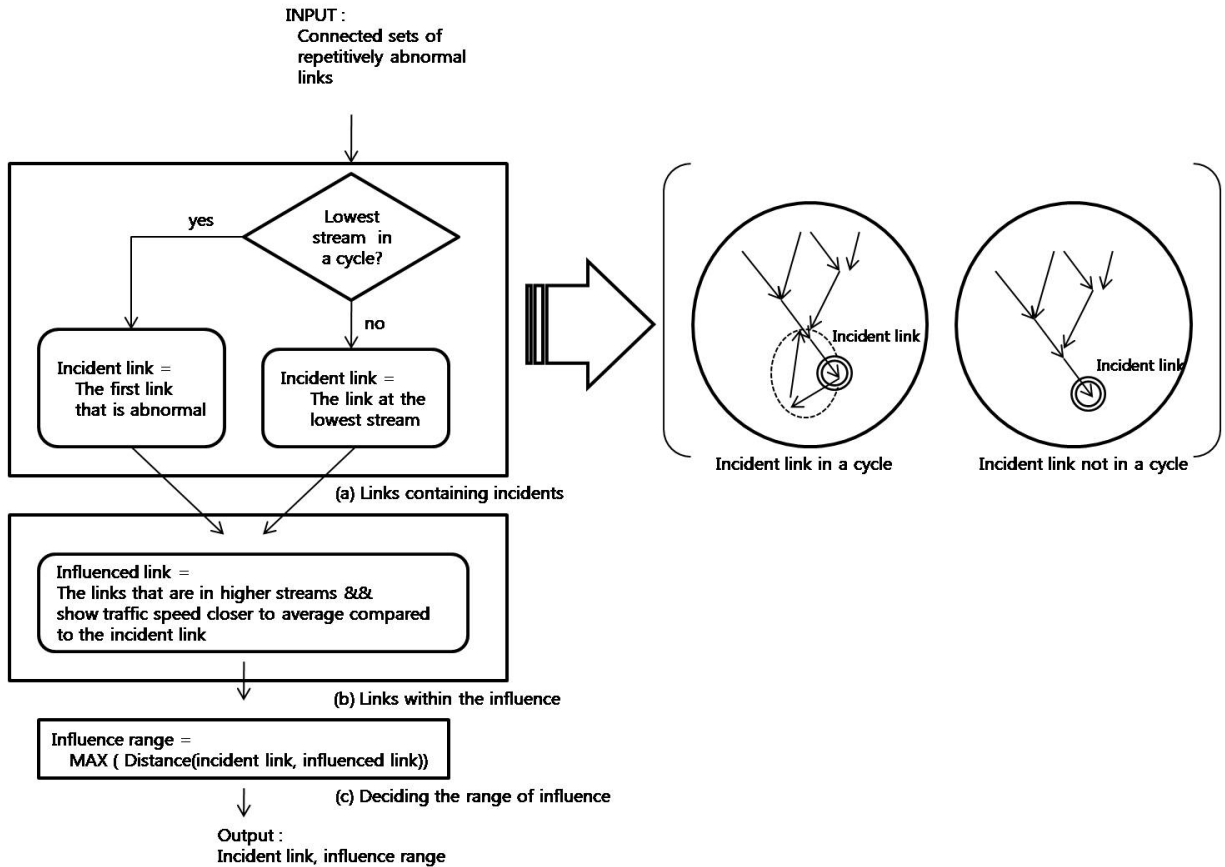 INPUT :
Connected sets of
repetitively abnormal
links
yes
Lowest
stream in
a cycle?
no
Incident link =
The first link
that is abnormal
Incident link =
The link at the
lowest stream
(a) Links containing incidents
Influenced link =
The links that are in higher streams &&
show traffic speed closer to average compared
to the incident link
(b) Links within the influence
Influence range =
MAX ( Distance(incident link, influenced link))
(c) Deciding the range of influence
Output :
Incident link, influence range
Incident link
Incident link in a cycle
Incident link
Incident link not in a cycle